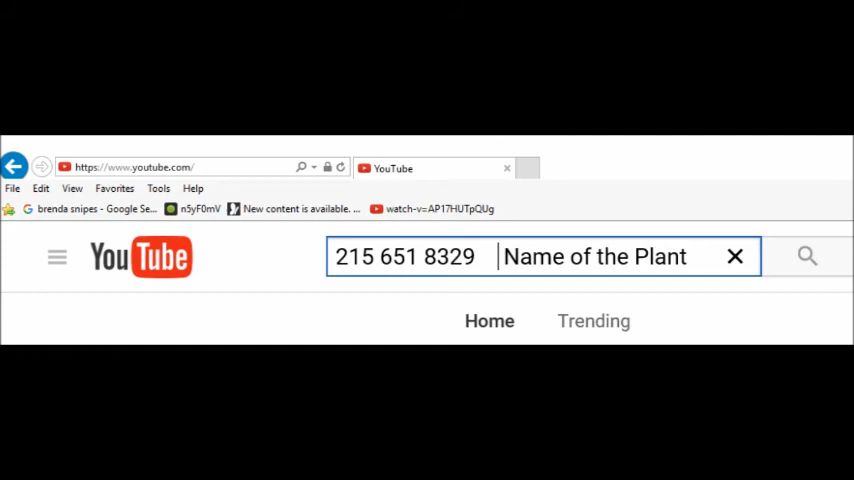 https://www.youtube.com/
YouTube
File Edit View Favorites Tools Help
brenda snipes - Google Se... n5yF0mV New content is available. ... watch-v=AP17HUTpQUg
YouTube
215 651 8329 Name of the Plant
Home Trending